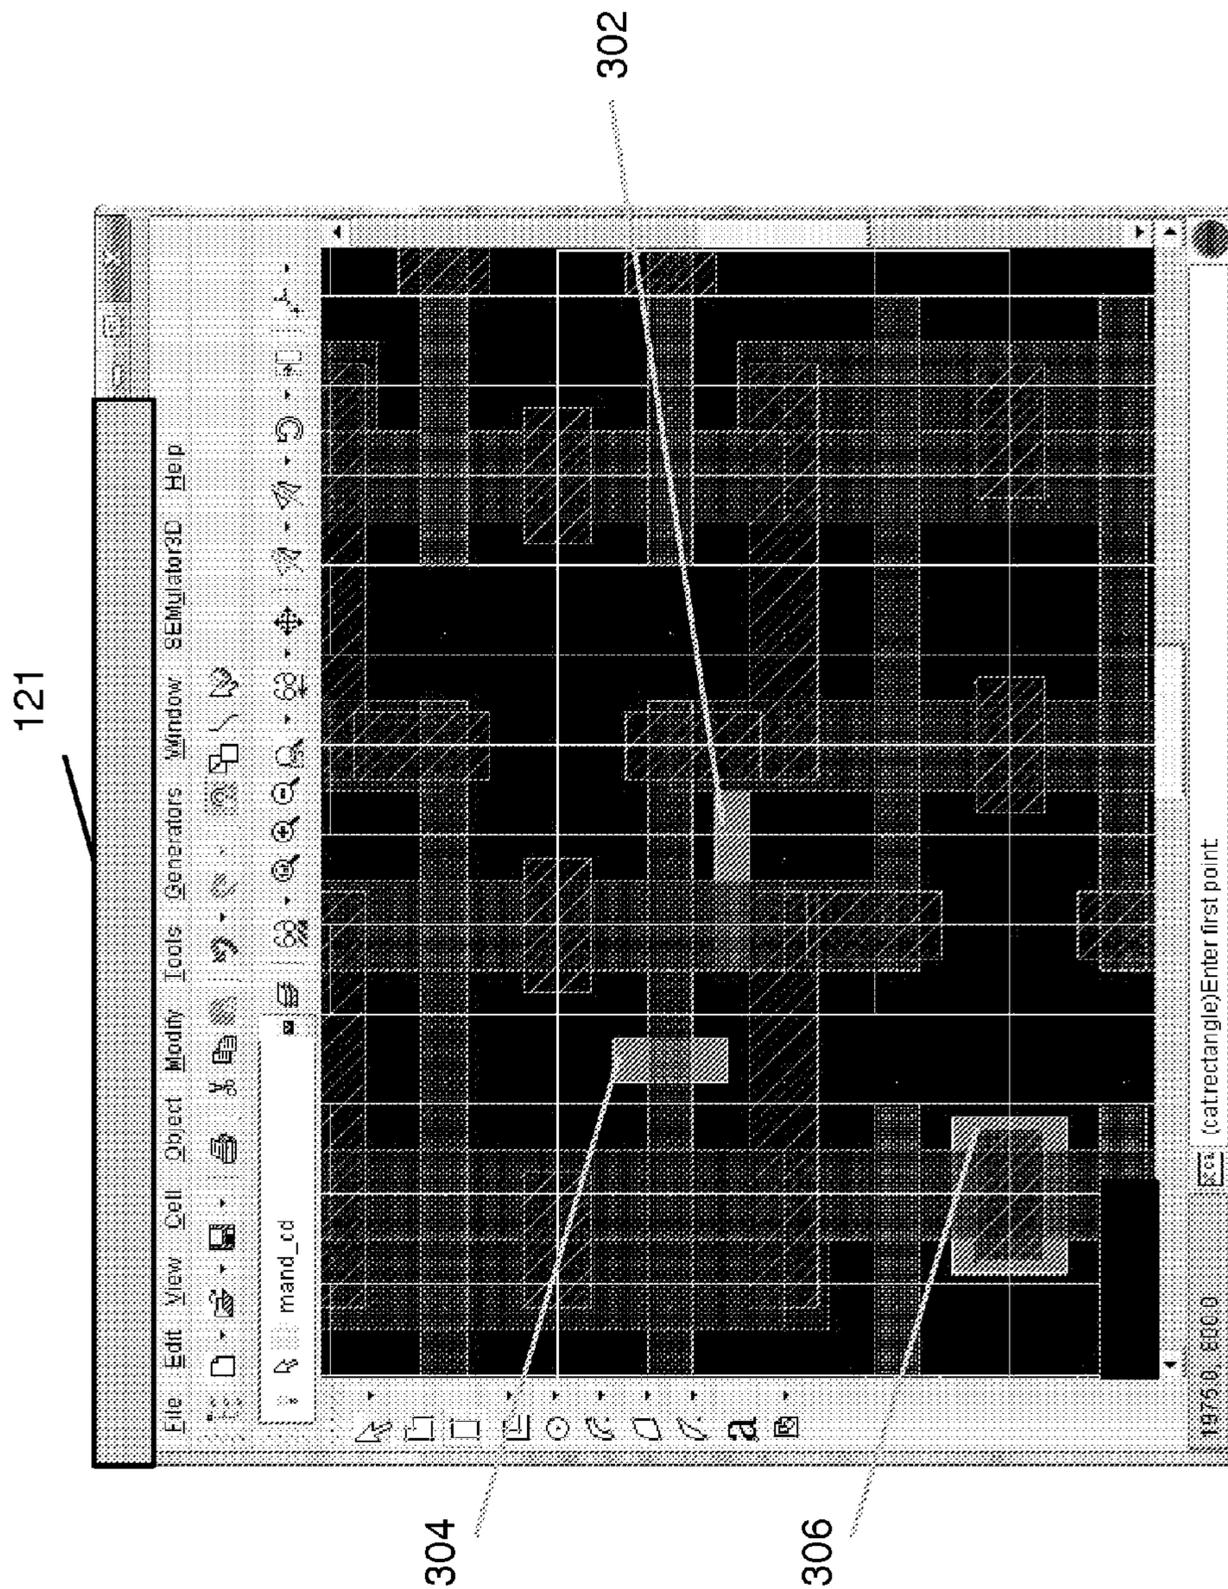 121
File Edit View Cell Object Modify Tools Generators Window SEMulator3D Help
mand_cd
a
302
304
306
(cat:rectangle)Enter first point